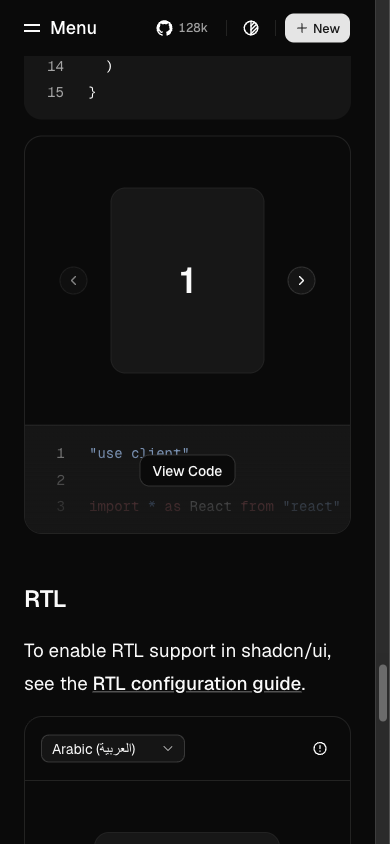 Menu
128k
+ New
14 )
15 }
1
1 "use client"
2
View Code
3 import * as React from "react"
RTL
To enable RTL support in shadcn/ui,
see the RTL configuration guide.
Arabic (العربية)